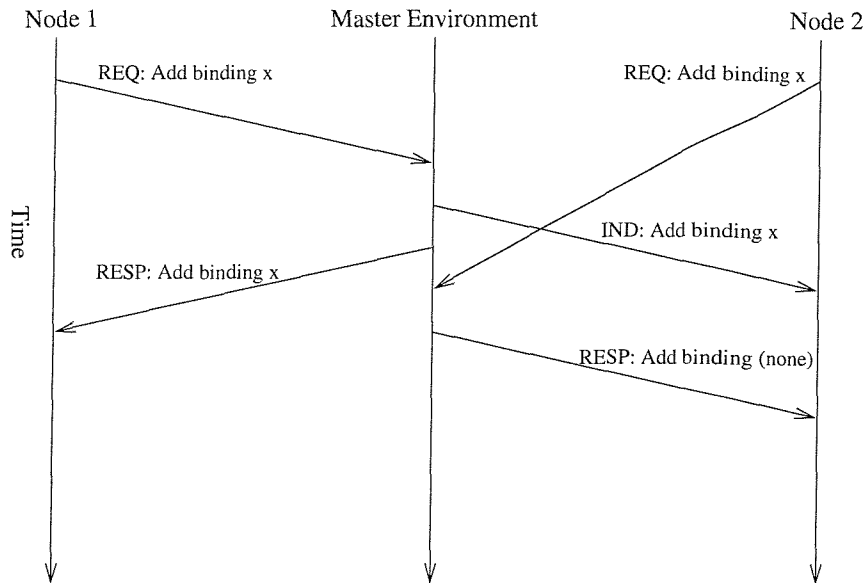 Node 1
Master Environment
Node 2
REQ: Add binding x
REQ: Add binding x
Time
IND: Add binding x
RESP: Add binding x
RESP: Add binding (none)